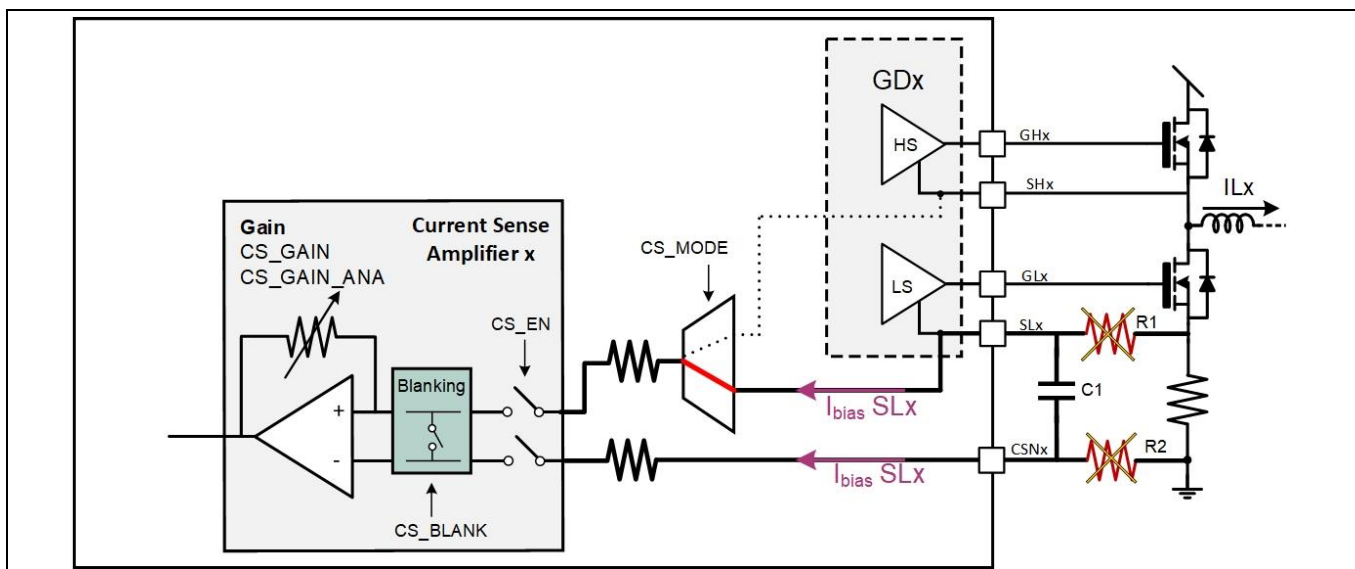 GDx
HS
GHx
SHx
ILx
Gain
CS_GAIN
CS_GAIN_ANA
Current Sense
Amplifier x
CS_MODE
LS
GLx
CS_EN
SLx
R1
Blanking
I_bias SLx
C1
+
-
I_bias SLx
CSNx
R2
CS_BLANK